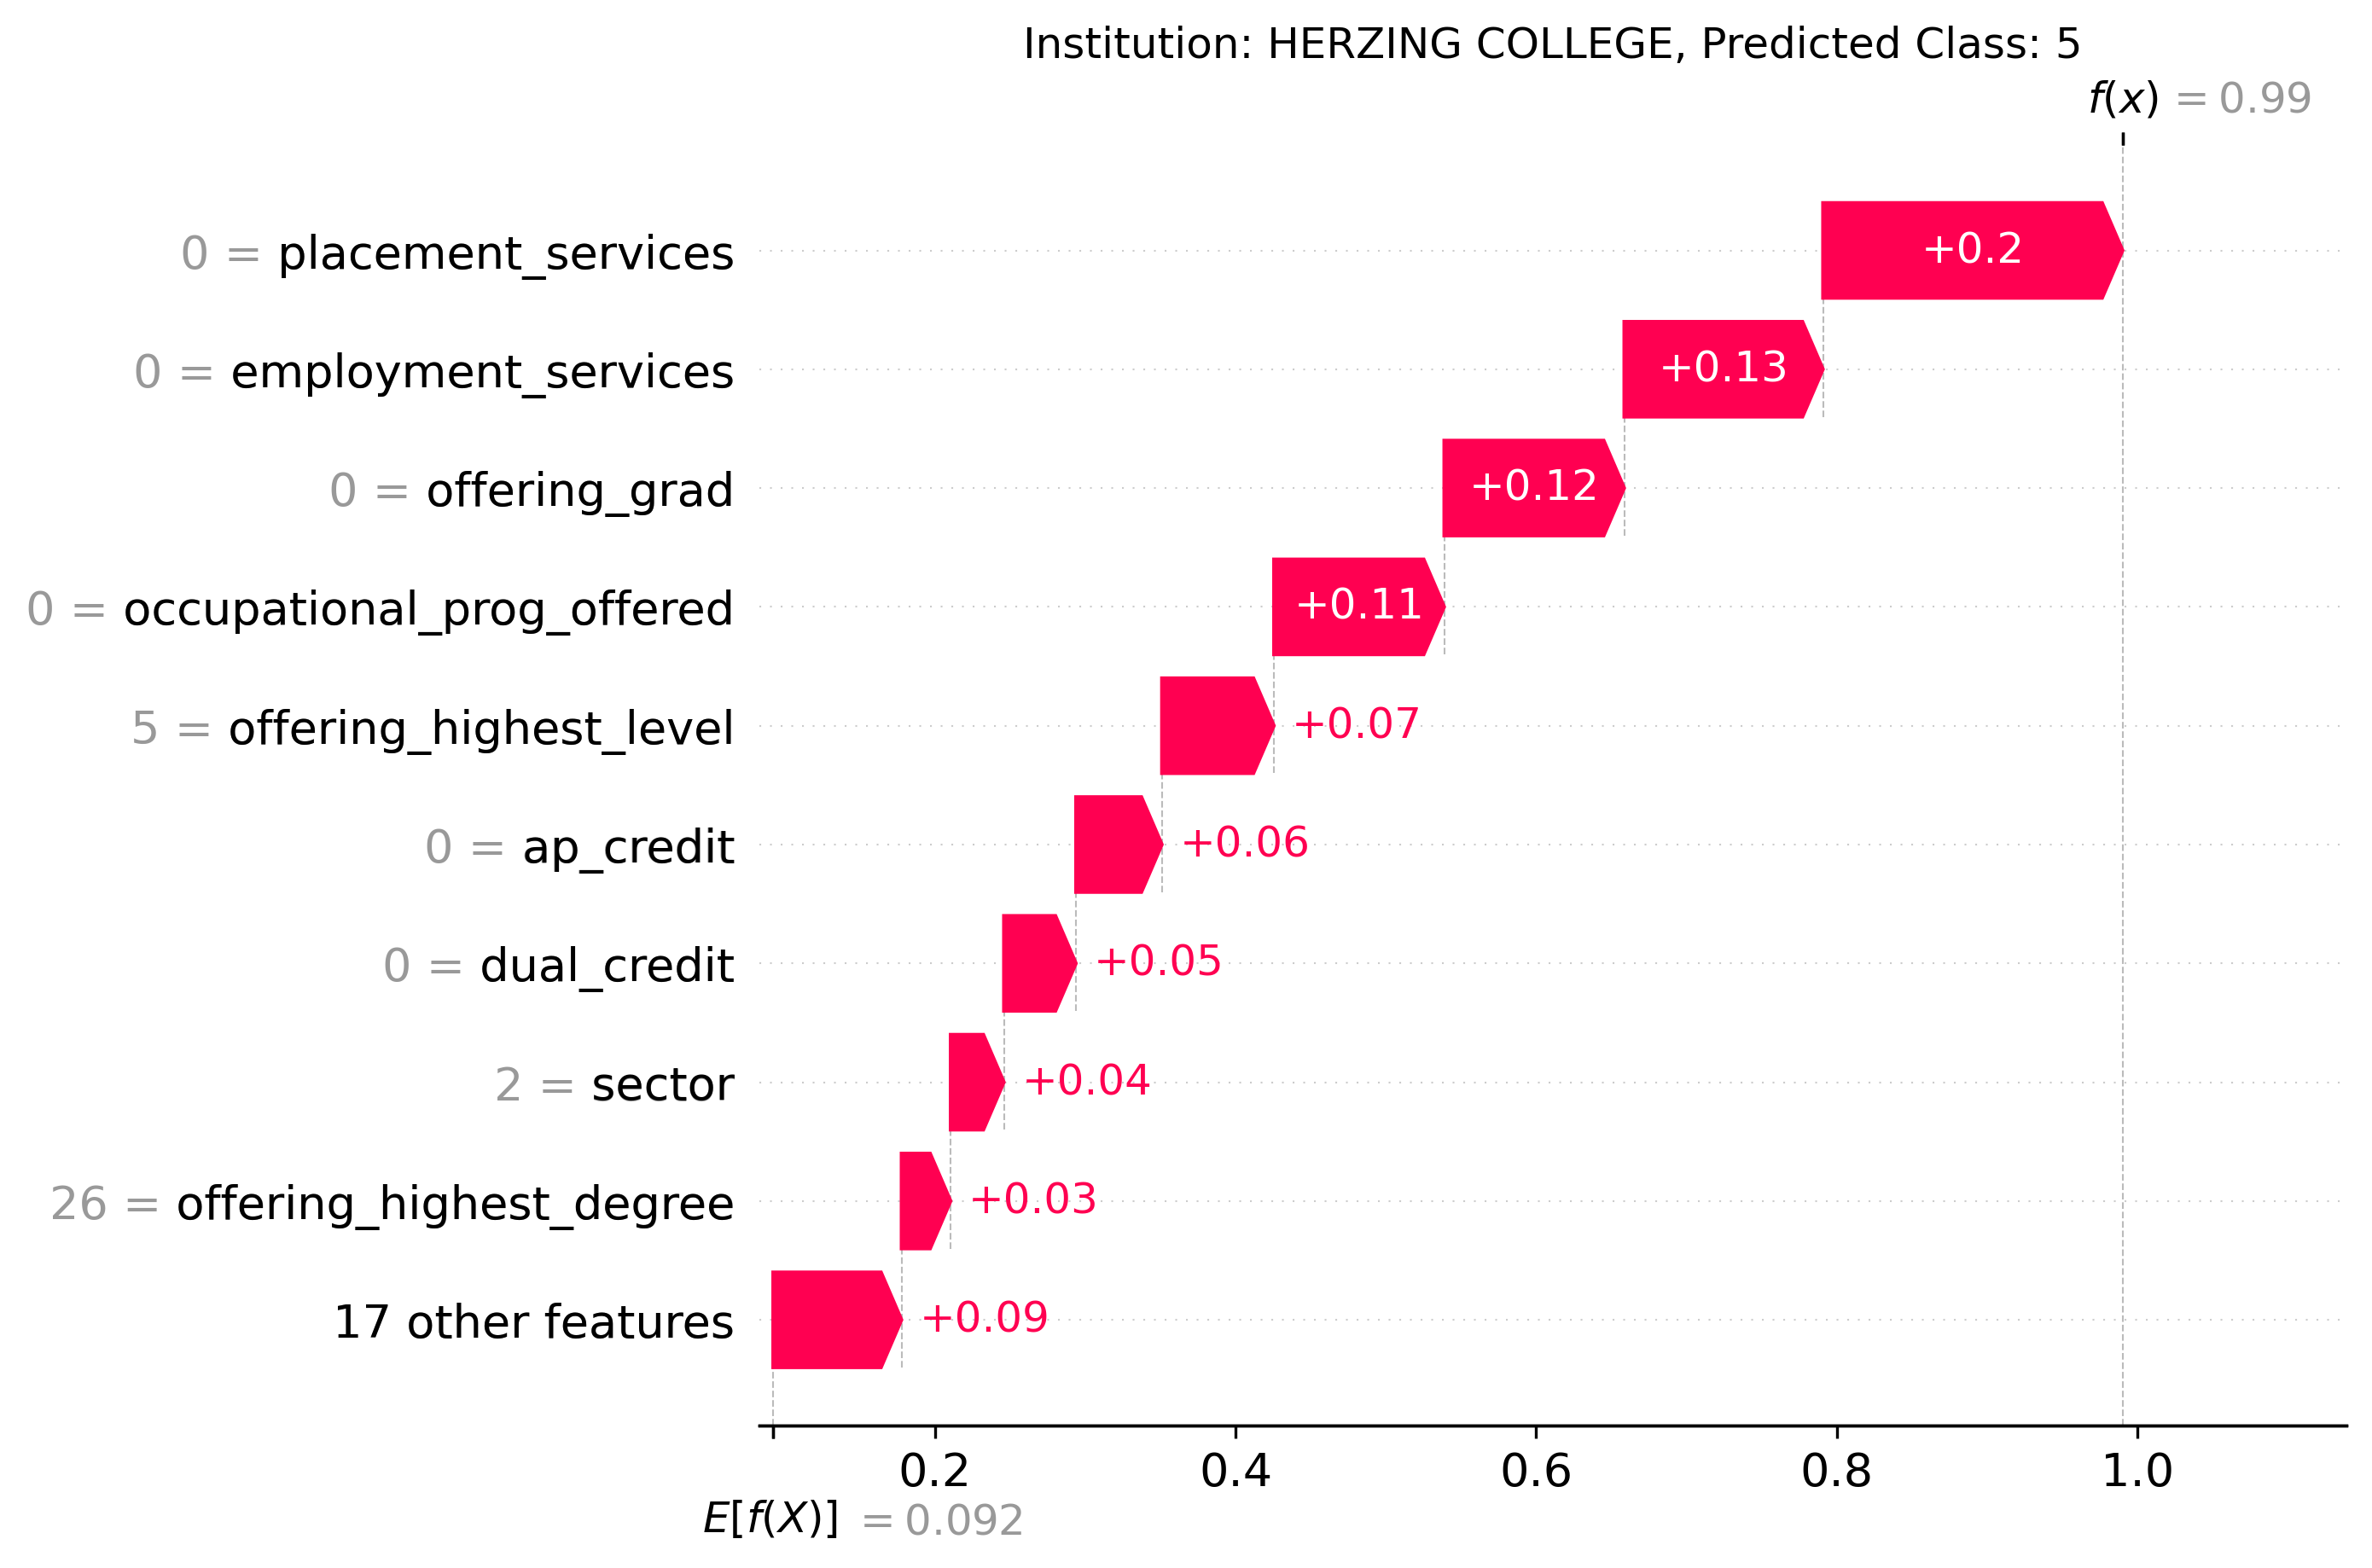 Institution: HERZING COLLEGE, Predicted Class: 5
f(x) = 0.99
0 = placement_services +0.2
0 = employment_services +0.13
0 = offering_grad +0.12
0 = occupational_prog_offered +0.11
5 = offering_highest_level +0.07
0 = ap_credit +0.06
0 = dual_credit +0.05
2 = sector +0.04
26 = offering_highest_degree +0.03
17 other features +0.09
0.2 0.4 0.6 0.8 1.0
E[f(X)] = 0.092